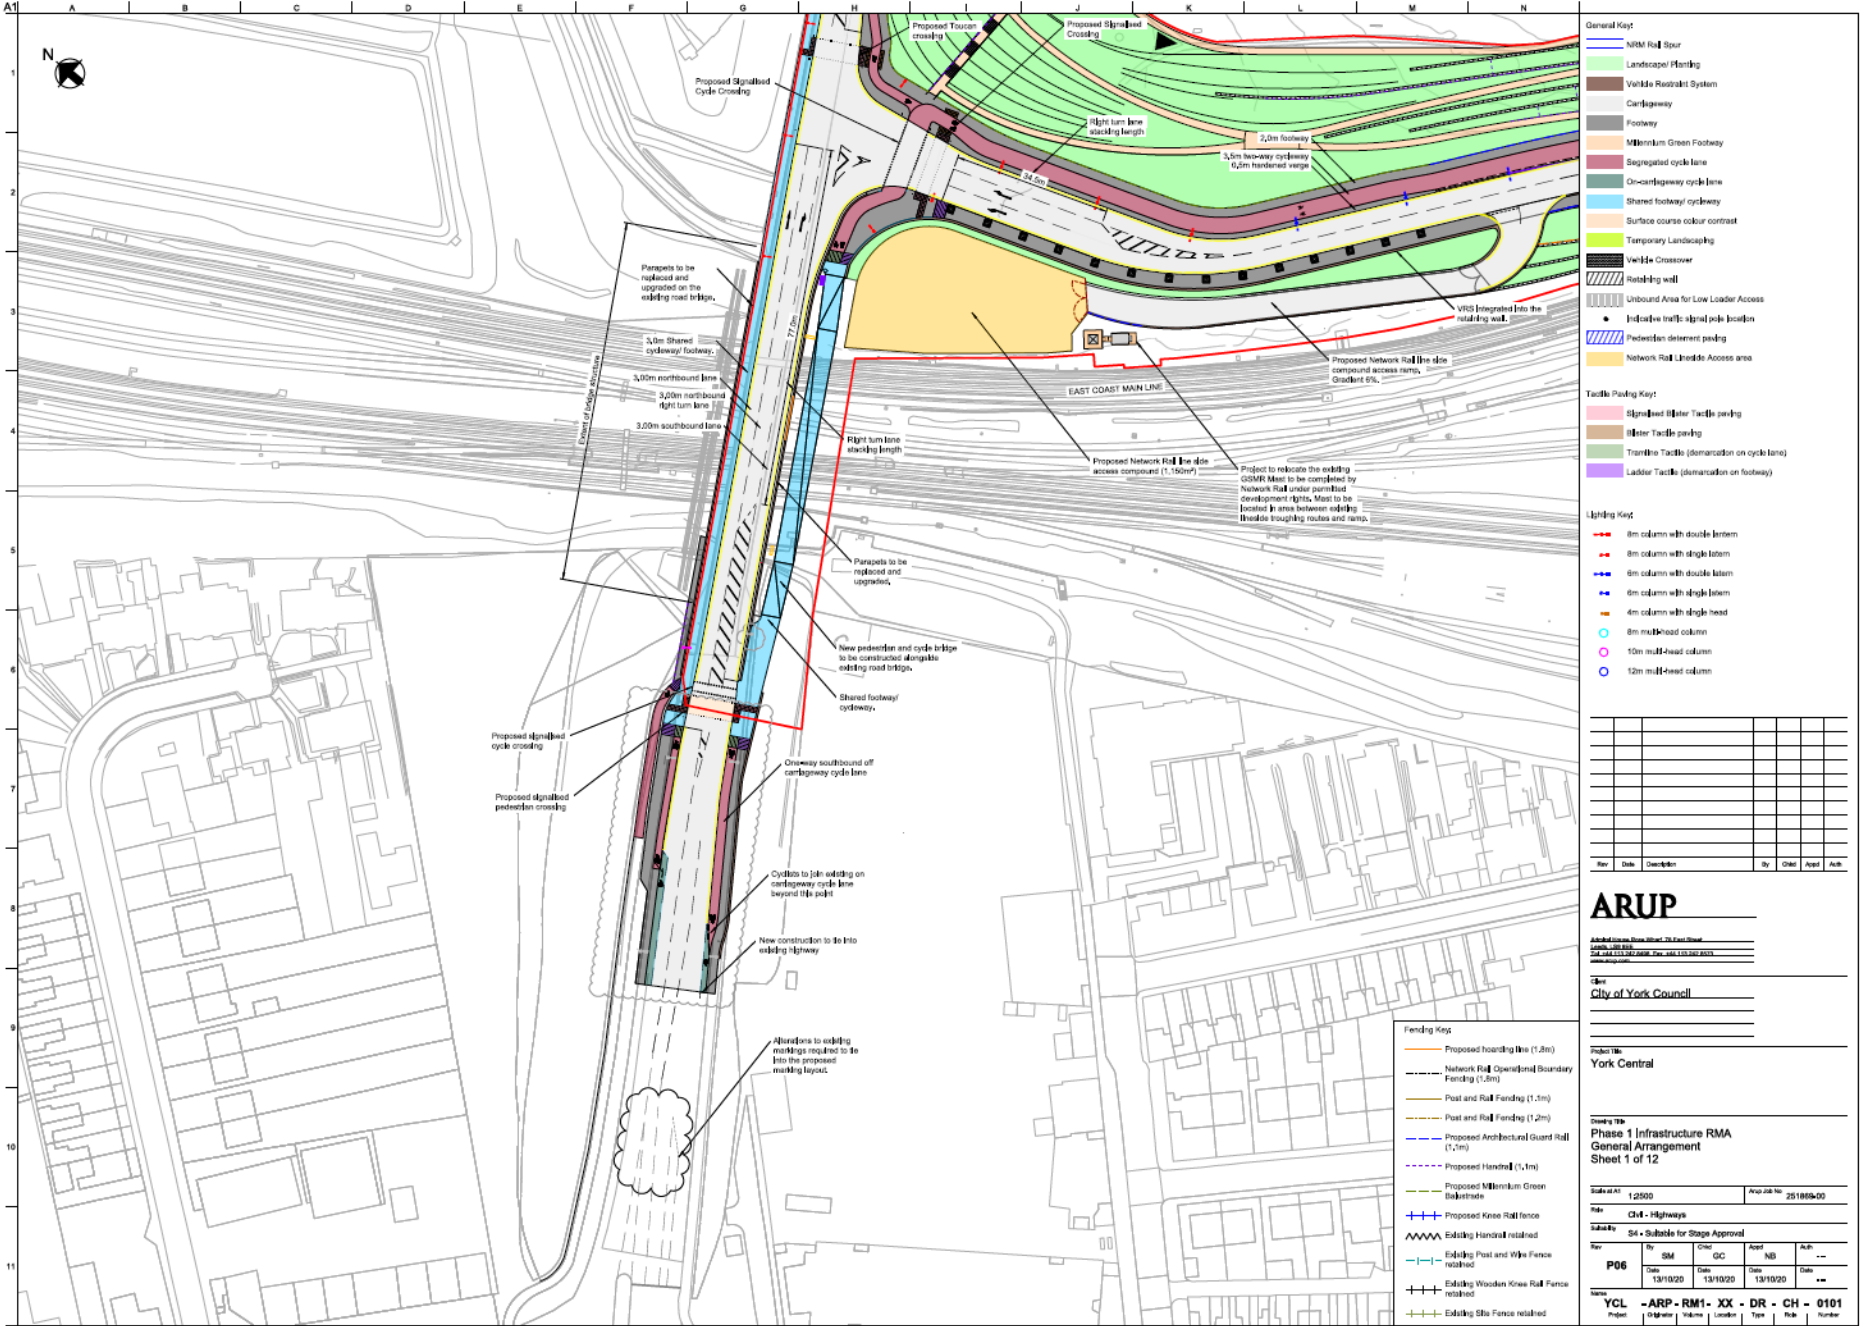 A1
A
B
C
D
E
F
G
H
I
J
K
L
M
N
1
2
3
4
5
6
7
8
9
10
11
N
Proposed Toucan
crossing
Proposed Signalised
Crossing
Proposed Signalised
Cycle Crossing
Right turn lane
stacking length
2.0m footway
3.5m two-way cycleway
0.5m hardened verge
34.5m
Parapets to be
replaced and
upgraded on the
existing road bridge.
77.0m
3.0m Shared
cycleway/ footway.
3.00m northbound lane
3.00m northbound
right turn lane
3.00m southbound lane
Extent of bridge structure
Right turn lane
stacking length
EAST COAST MAIN LINE
VRS integrated into the
retaining wall.
Proposed Network Rail line side
compound access ramp.
Gradient 6%.
Proposed Network Rail line side
access compound (1,150m²)
Project to relocate the existing
GSMR Mast to be completed by
Network Rail under permitted
development rights. Mast to be
located in area between existing
lineside troughing routes and ramp.
Parapets to be
replaced and
upgraded.
New pedestrian and cycle bridge
to be constructed alongside
existing road bridge.
Shared footway/
cycleway.
Proposed signalised
cycle crossing
One-way southbound off
carriageway cycle lane
Proposed signalised
pedestrian crossing
Cyclists to join existing on
carriageway cycle lane
beyond this point
New construction to tie into
existing highway
Alterations to existing
markings required to tie
into the proposed
marking layout.
General Key:
NRM Rail Spur
Landscape/ Planting
Vehicle Restraint System
Carriageway
Footway
Millennium Green Footway
Segregated cycle lane
On-carriageway cycle lane
Shared footway/ cycleway
Surface course colour contrast
Temporary Landscaping
Vehicle Crossover
Retaining wall
Unbound Area for Low Loader Access
Indicative traffic signal pole location
Pedestrian deterrent paving
Network Rail Lineside Access area
Tactile Paving Key:
Signalised Blister Tactile paving
Blister Tactile paving
Tramline Tactile (demarcation on cycle lane)
Ladder Tactile (demarcation on footway)
Lighting Key:
8m column with double lantern
8m column with single latern
6m column with double latern
6m column with single latern
4m column with single head
8m multi-head column
10m multi-head column
12m multi-head column
Fencing Key:
Proposed hoarding line (1.8m)
Network Rail Operational Boundary
Fencing (1.8m)
Post and Rail Fencing (1.1m)
Post and Rail Fencing (1.2m)
Proposed Architectural Guard Rail
(1.1m)
Proposed Handrail (1.1m)
Proposed Millennium Green
Balustrade
Proposed Knee Rail fence
Existing Handrail retained
Existing Post and Wire Fence
retained
Existing Wooden Knee Rail Fence
retained
Existing Site Fence retained
Rev Date Description By Chkd Appd Auth
ARUP
www.arup.com
Client
City of York Council
Project Title
York Central
Drawing Title
Phase 1 Infrastructure RMA
General Arrangement
Sheet 1 of 12
Scale at A1 1:2500 Arup Job No 251869-00
Role Civil - Highways
Suitability S4 - Suitable for Stage Approval
Rev By Chkd Appd Auth
P06 SM GC NB --
Date Date Date Date
13/10/20 13/10/20 13/10/20 --
Name
YCL - ARP - RM1 - XX - DR - CH - 0101
Project Originator Volume Location Type Role Number